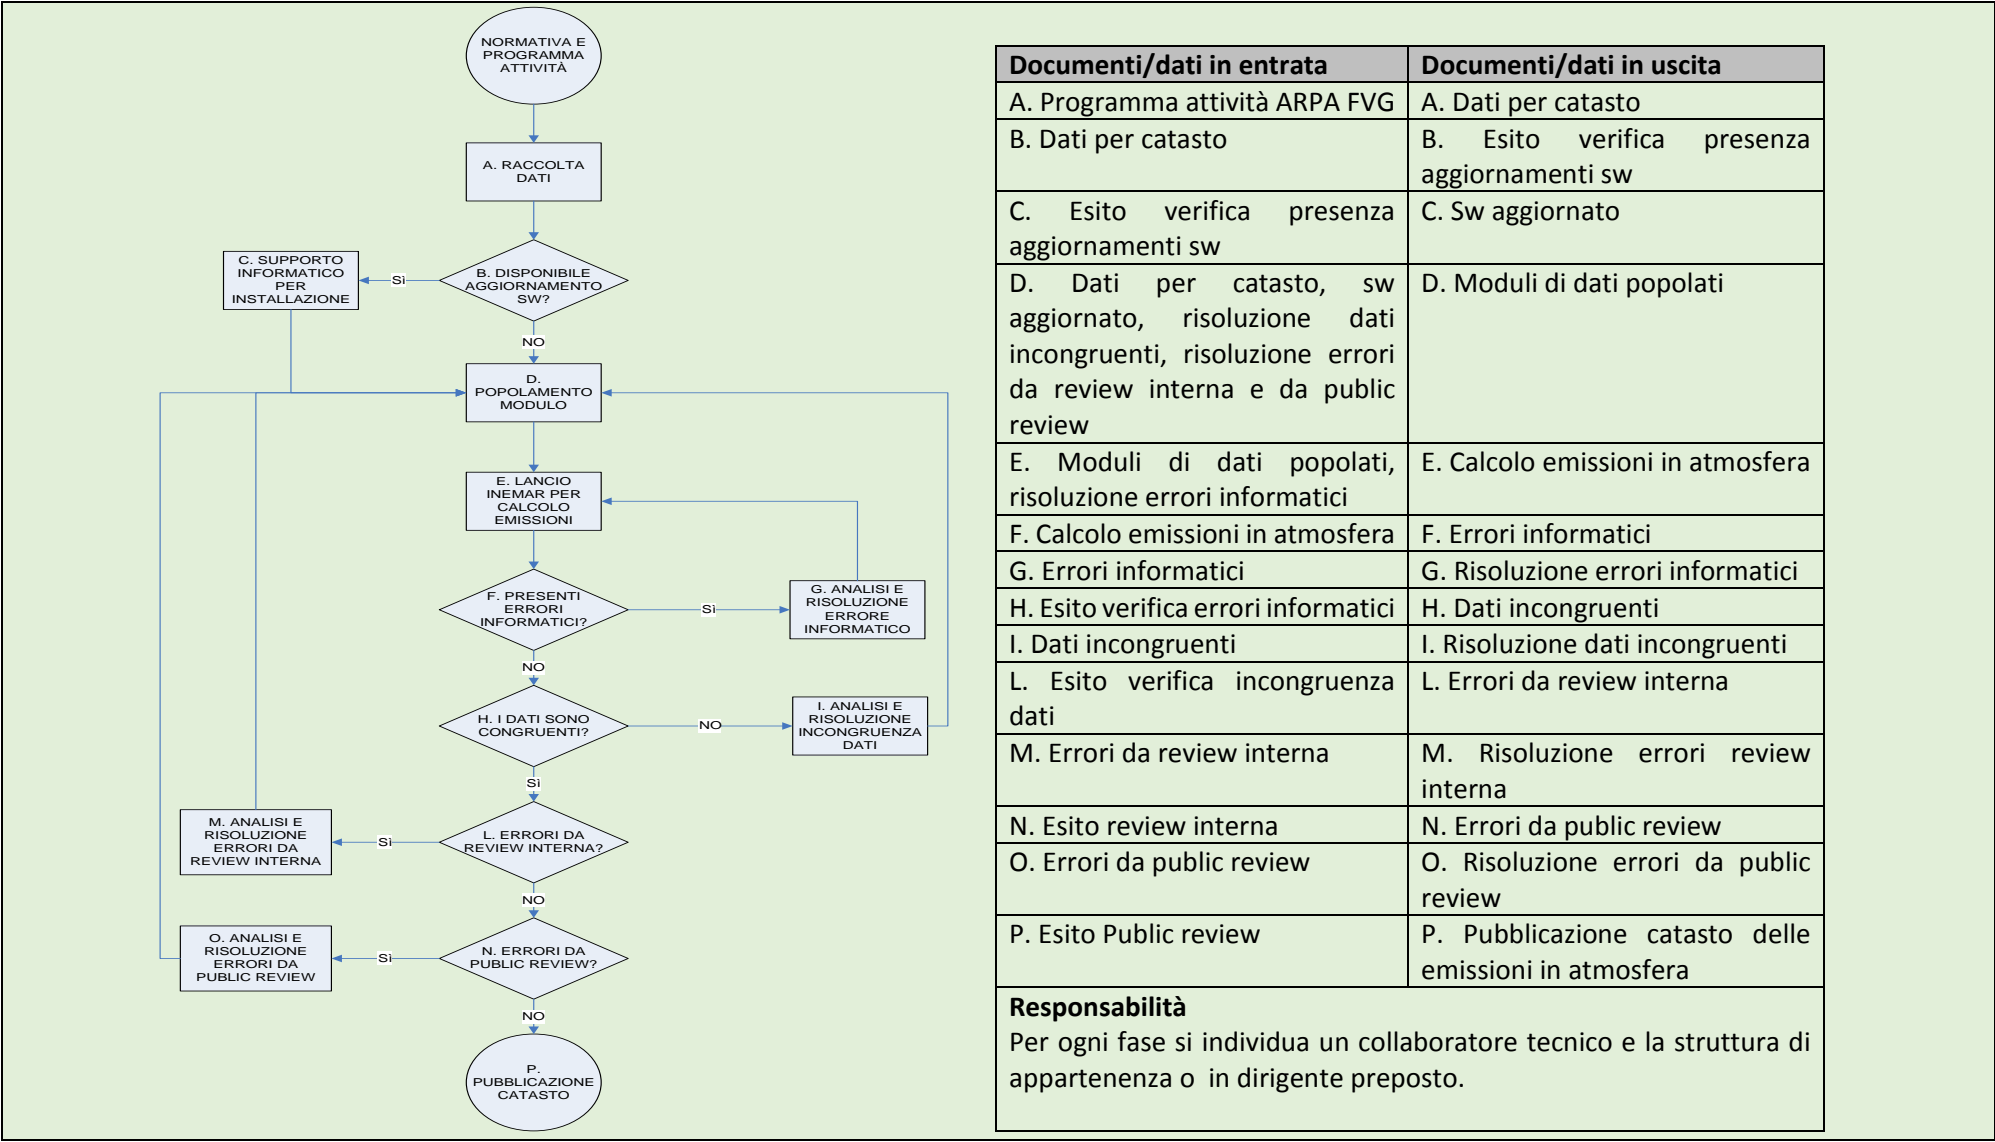 NORMATIVA E
PROGRAMMA
ATTIVITÀ
A. RACCOLTA
DATI
B. DISPONIBILE
AGGIORNAMENTO
SW?
Sì
C. SUPPORTO
INFORMATICO
PER
INSTALLAZIONE
NO
D.
POPOLAMENTO
MODULO
E. LANCIO
INEMAR PER
CALCOLO
EMISSIONI
F. PRESENTI
ERRORI
INFORMATICI?
Sì
G. ANALISI E
RISOLUZIONE
ERRORE
INFORMATICO
NO
H. I DATI SONO
CONGRUENTI?
NO
I. ANALISI E
RISOLUZIONE
INCONGRUENZA
DATI
Sì
L. ERRORI DA
REVIEW INTERNA?
Sì
M. ANALISI E
RISOLUZIONE
ERRORI DA
REVIEW INTERNA
NO
N. ERRORI DA
PUBLIC REVIEW?
Sì
O. ANALISI E
RISOLUZIONE
ERRORI DA
PUBLIC REVIEW
NO
P.
PUBBLICAZIONE
CATASTO
Documenti/dati in entrata
Documenti/dati in uscita
A. Programma attività ARPA FVG
A. Dati per catasto
B. Dati per catasto
B. Esito verifica presenza
aggiornamenti sw
C. Esito verifica presenza
aggiornamenti sw
C. Sw aggiornato
D. Dati per catasto, sw
aggiornato, risoluzione dati
incongruenti, risoluzione errori
da review interna e da public
review
D. Moduli di dati popolati
E. Moduli di dati popolati,
risoluzione errori informatici
E. Calcolo emissioni in atmosfera
F. Calcolo emissioni in atmosfera
F. Errori informatici
G. Errori informatici
G. Risoluzione errori informatici
H. Esito verifica errori informatici
H. Dati incongruenti
I. Dati incongruenti
I. Risoluzione dati incongruenti
L. Esito verifica incongruenza
dati
L. Errori da review interna
M. Errori da review interna
M. Risoluzione errori review
interna
N. Esito review interna
N. Errori da public review
O. Errori da public review
O. Risoluzione errori da public
review
P. Esito Public review
P. Pubblicazione catasto delle
emissioni in atmosfera
Responsabilità
Per ogni fase si individua un collaboratore tecnico e la struttura di
appartenenza o in dirigente preposto.